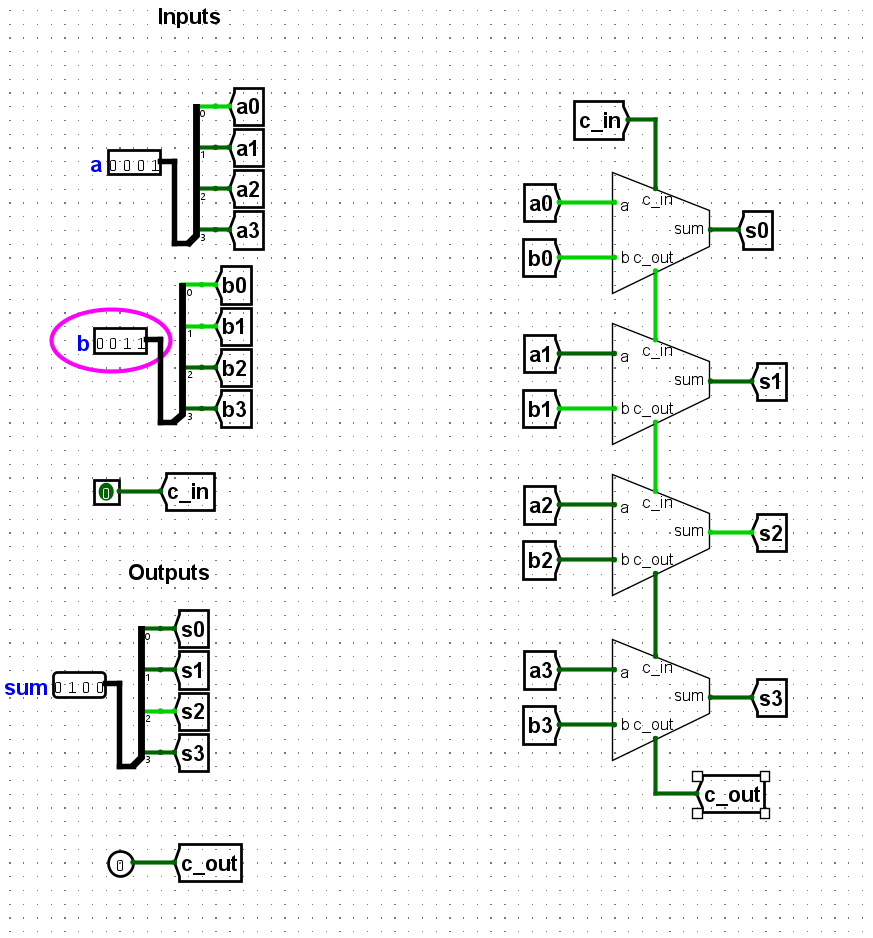 Inputs
a 0 0 0 1
0 a0
1 a1
2 a2
3 a3
b 0 0 1 1
0 b0
1 b1
2 b2
3 b3
0 c_in
Outputs
sum 0 1 0 0
0 s0
1 s1
2 s2
3 s3
0 c_out
c_in
a0 a c_in
sum s0
b0 b c_out
a1 a c_in
sum s1
b1 b c_out
a2 a c_in
sum s2
b2 b c_out
a3 a c_in
sum s3
b3 b c_out
c_out